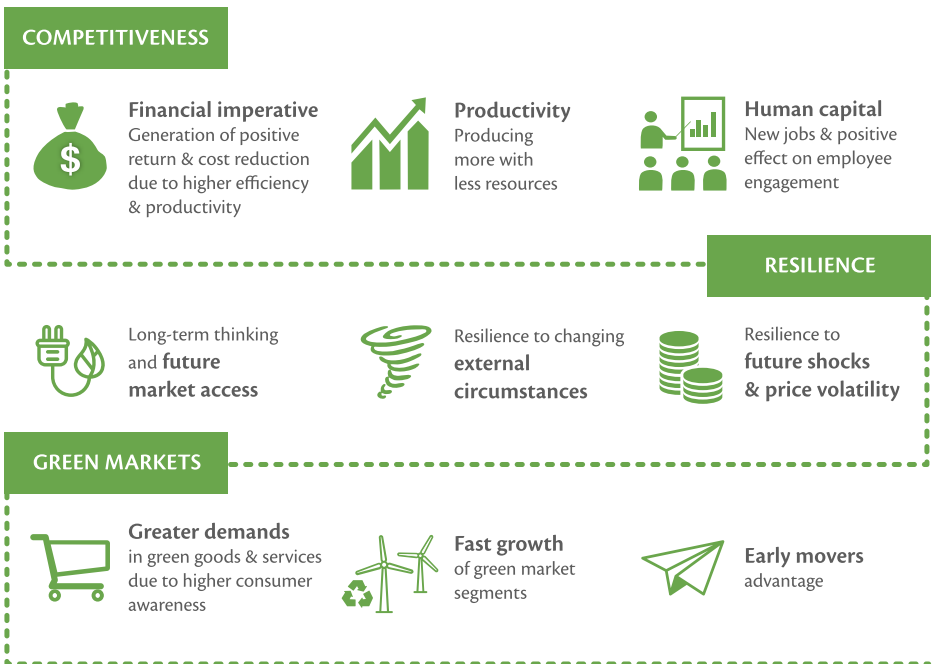 COMPETITIVENESS
Financial imperative
Generation of positive
return & cost reduction
due to higher efficiency
& productivity
$
Productivity
Producing
more with
less resources
Human capital
New jobs & positive
effect on employee
engagement
RESILIENCE
Long-term thinking
and future
market access
Resilience to changing
external
circumstances
Resilience to
future shocks
& price volatility
GREEN MARKETS
Greater demands
in green goods & services
due to higher consumer
awareness
Fast growth
of green market
segments
Early movers
advantage